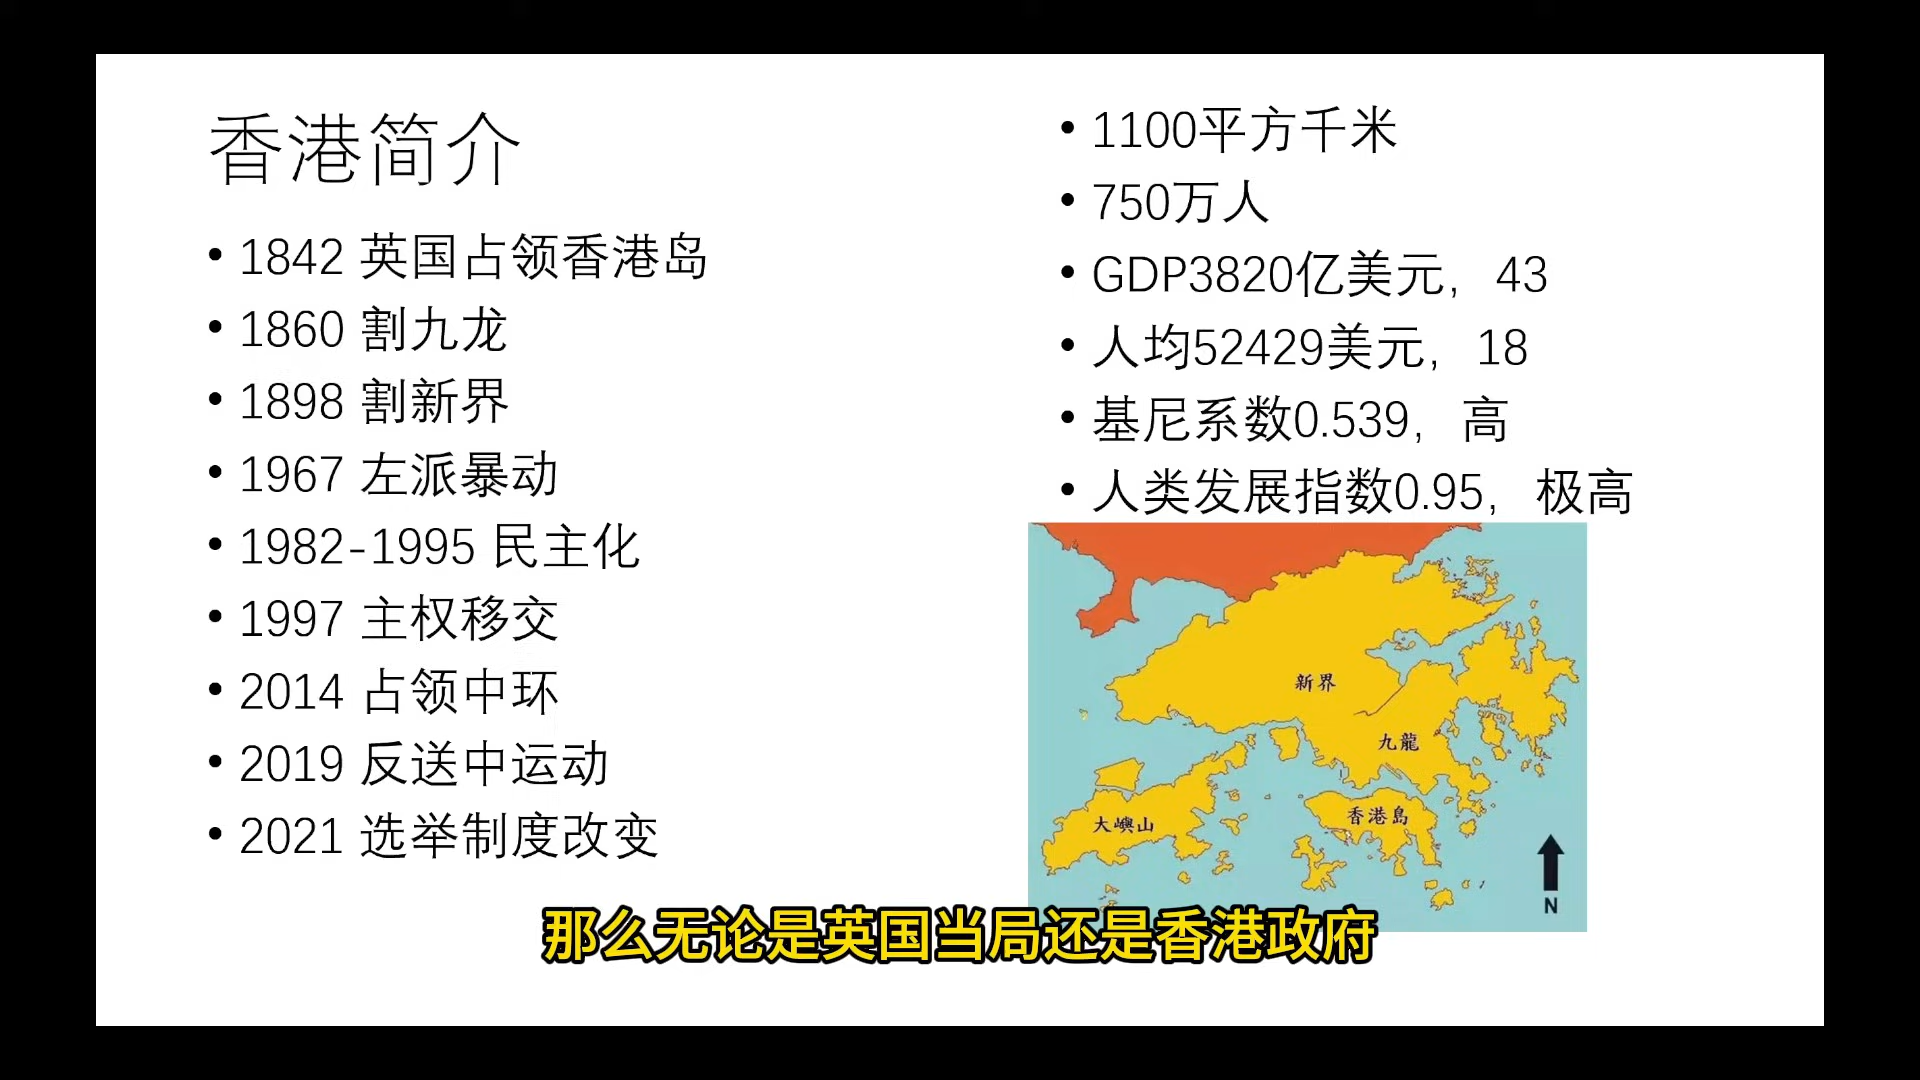 香港简介
• 1842 英国占领香港岛
• 1860 割九龙
• 1898 割新界
• 1967 左派暴动
• 1982-1995 民主化
• 1997 主权移交
• 2014 占领中环
• 2019 反送中运动
• 2021 选举制度改变
• 1100平方千米
• 750万人
• GDP3820亿美元，43
• 人均52429美元，18
• 基尼系数0.539，高
• 人类发展指数0.95，极高
新界
九龍
香港島
大嶼山
N
那么无论是英国当局还是香港政府